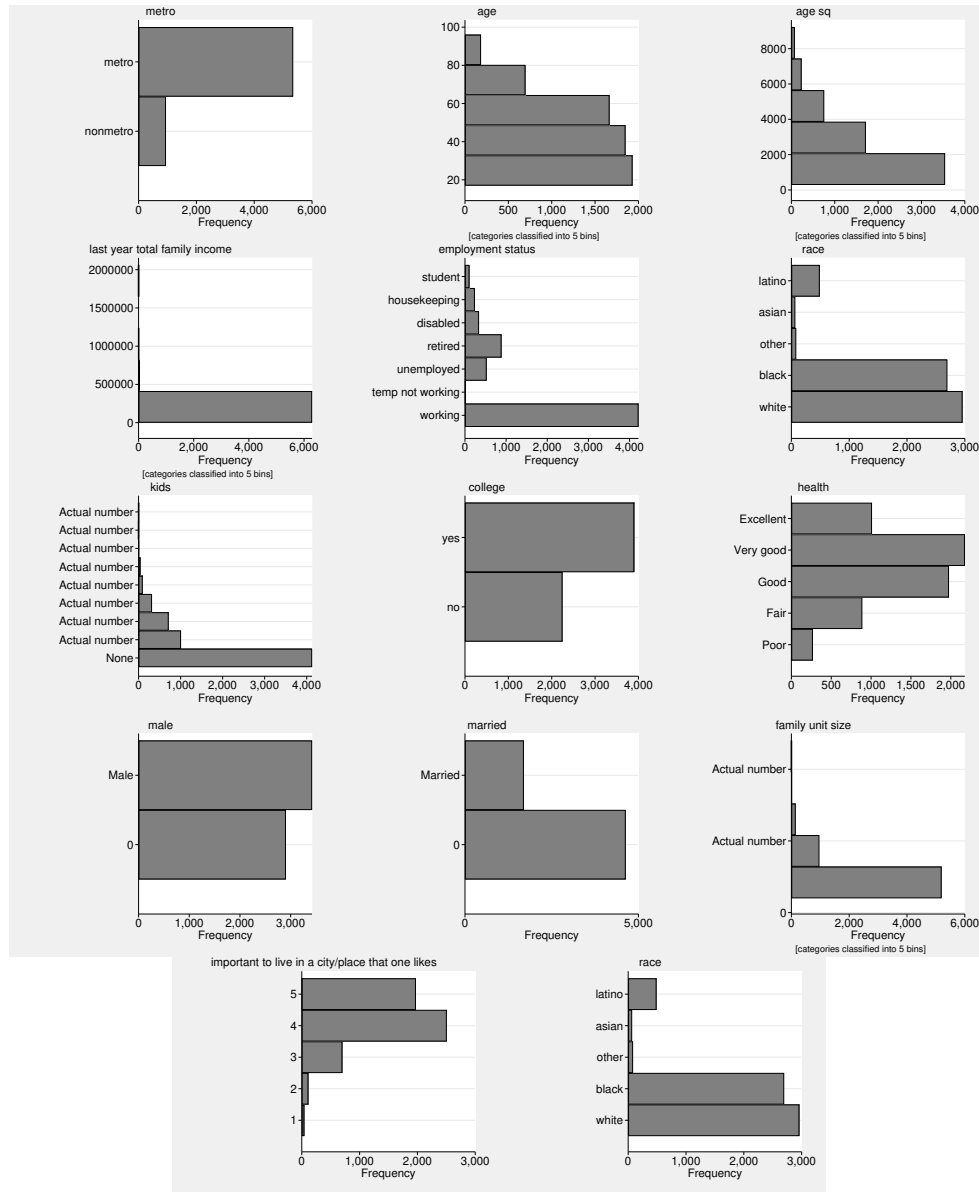 metro
metro
nonmetro
0 2,000 4,000 6,000
Frequency
age
100
80
60
40
20
0 500 1,000 1,500 2,000
Frequency
[categories classified into 5 bins]
age sq
8000
6000
4000
2000
0
0 1,000 2,000 3,000 4,000
Frequency
[categories classified into 5 bins]
last year total family income
2000000
1500000
1000000
500000
0
0 2,000 4,000 6,000
Frequency
[categories classified into 5 bins]
employment status
student
housekeeping
disabled
retired
unemployed
temp not working
working
0 1,000 2,000 3,000 4,000
Frequency
race
latino
asian
other
black
white
0 1,000 2,000 3,000
Frequency
kids
Actual number
Actual number
Actual number
Actual number
Actual number
Actual number
Actual number
Actual number
None
0 1,000 2,000 3,000 4,000
Frequency
college
yes
no
0 1,000 2,000 3,000 4,000
Frequency
health
Excellent
Very good
Good
Fair
Poor
0 500 1,000 1,500 2,000
Frequency
male
Male
0
0 1,000 2,000 3,000
Frequency
married
Married
0
0 5,000
Frequency
family unit size
Actual number
Actual number
0
0 2,000 4,000 6,000
Frequency
[categories classified into 5 bins]
important to live in a city/place that one likes
5
4
3
2
1
0 1,000 2,000 3,000
Frequency
race
latino
asian
other
black
white
0 1,000 2,000 3,000
Frequency